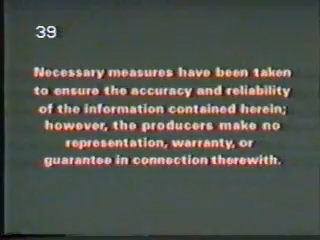 39
Necessary measures have been taken
to ensure the accuracy and reliability
of the information contained herein;
however, the producers make no
representation, warranty, or
guarantee in connection therewith.